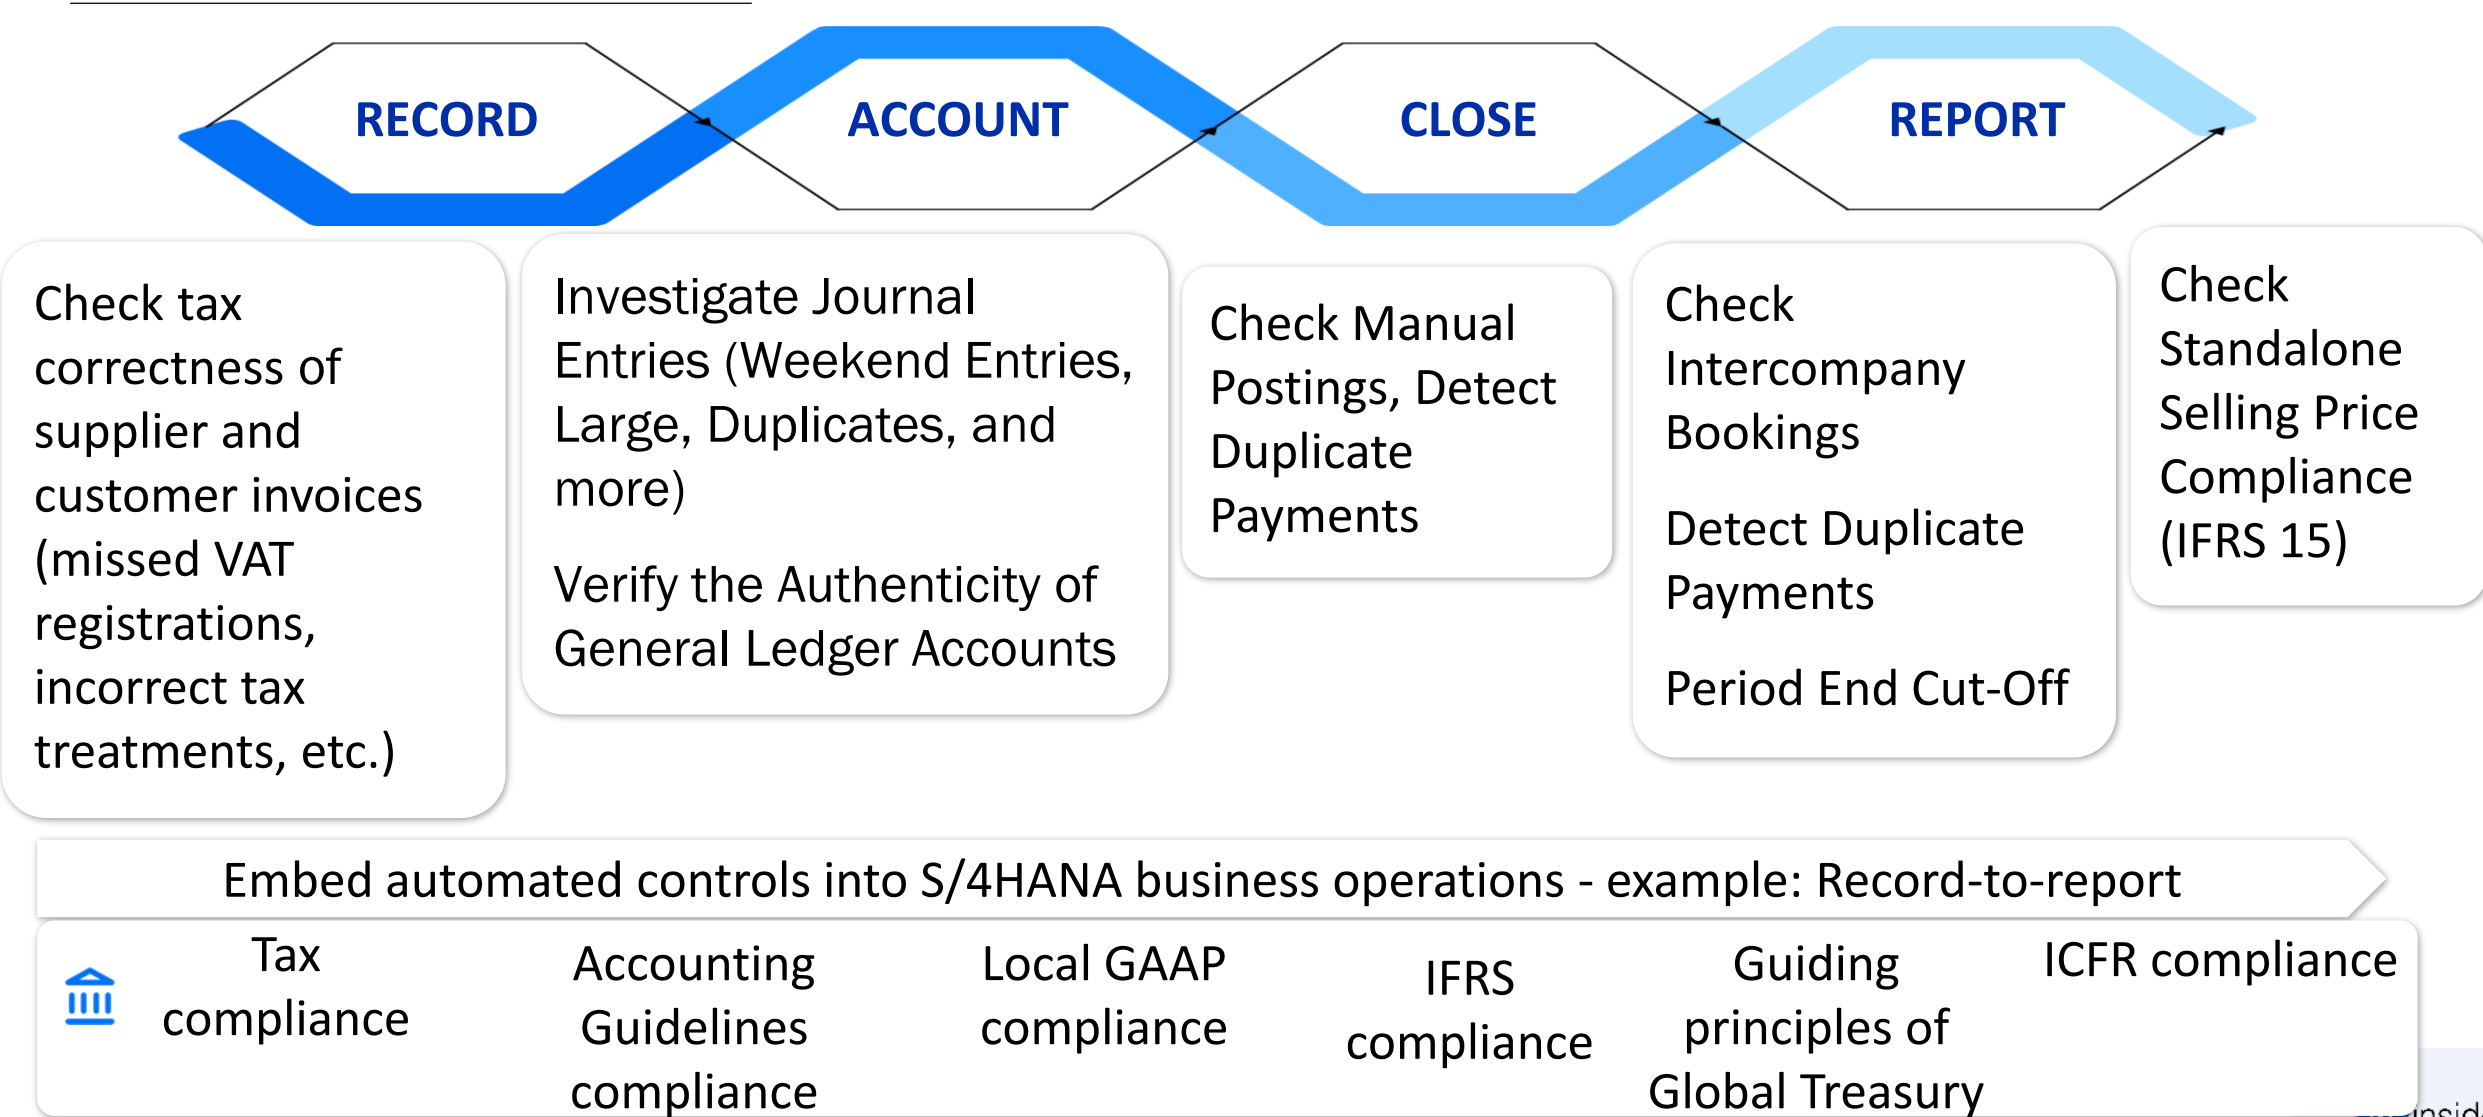 RECORD
ACCOUNT
CLOSE
REPORT
Check tax
correctness of
supplier and
customer invoices
(missed VAT
registrations,
incorrect tax
treatments, etc.)
Investigate Journal
Entries (Weekend Entries,
Large, Duplicates, and
more)
Verify the Authenticity of
General Ledger Accounts
Check Manual
Postings, Detect
Duplicate
Payments
Check
Intercompany
Bookings
Detect Duplicate
Payments
Period End Cut-Off
Check
Standalone
Selling Price
Compliance
(IFRS 15)
Embed automated controls into S/4HANA business operations - example: Record-to-report
Tax
compliance
Accounting
Guidelines
compliance
Local GAAP
compliance
IFRS
compliance
Guiding
principles of
Global Treasury
ICFR compliance